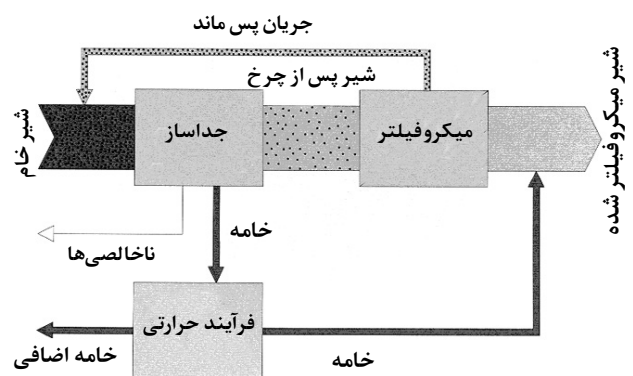 جریان پس ماند
شیر پس از چرخ
شیر خام
جداساز
میکروفیلتر
شیر میکروفیلتر شده
خامه
ناخالصی‌ها
فرآیند حرارتی
خامه اضافی
خامه